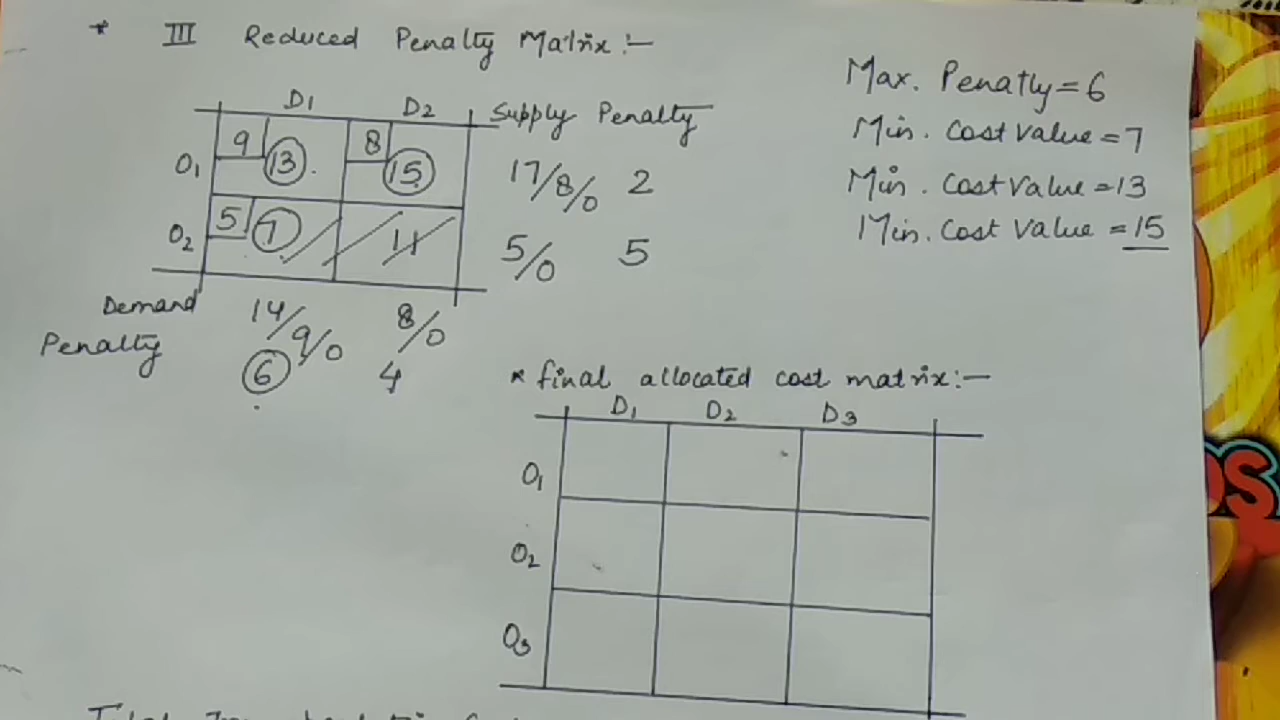 * III Reduced Penalty Matrix :-
Max. Penatly = 6
Min. Cost Value = 7
Min. Cost Value = 13
Min. Cost Value = 15
D1 D2 Supply Penalty
O1 9 13 8 15 17/8/0 2
O2 5 7 11 5/0 5
Demand 14/9/0 8/0
Penalty 6 4
* final allocated cost matrix :-
D1 D2 D3
O1
O2
O3